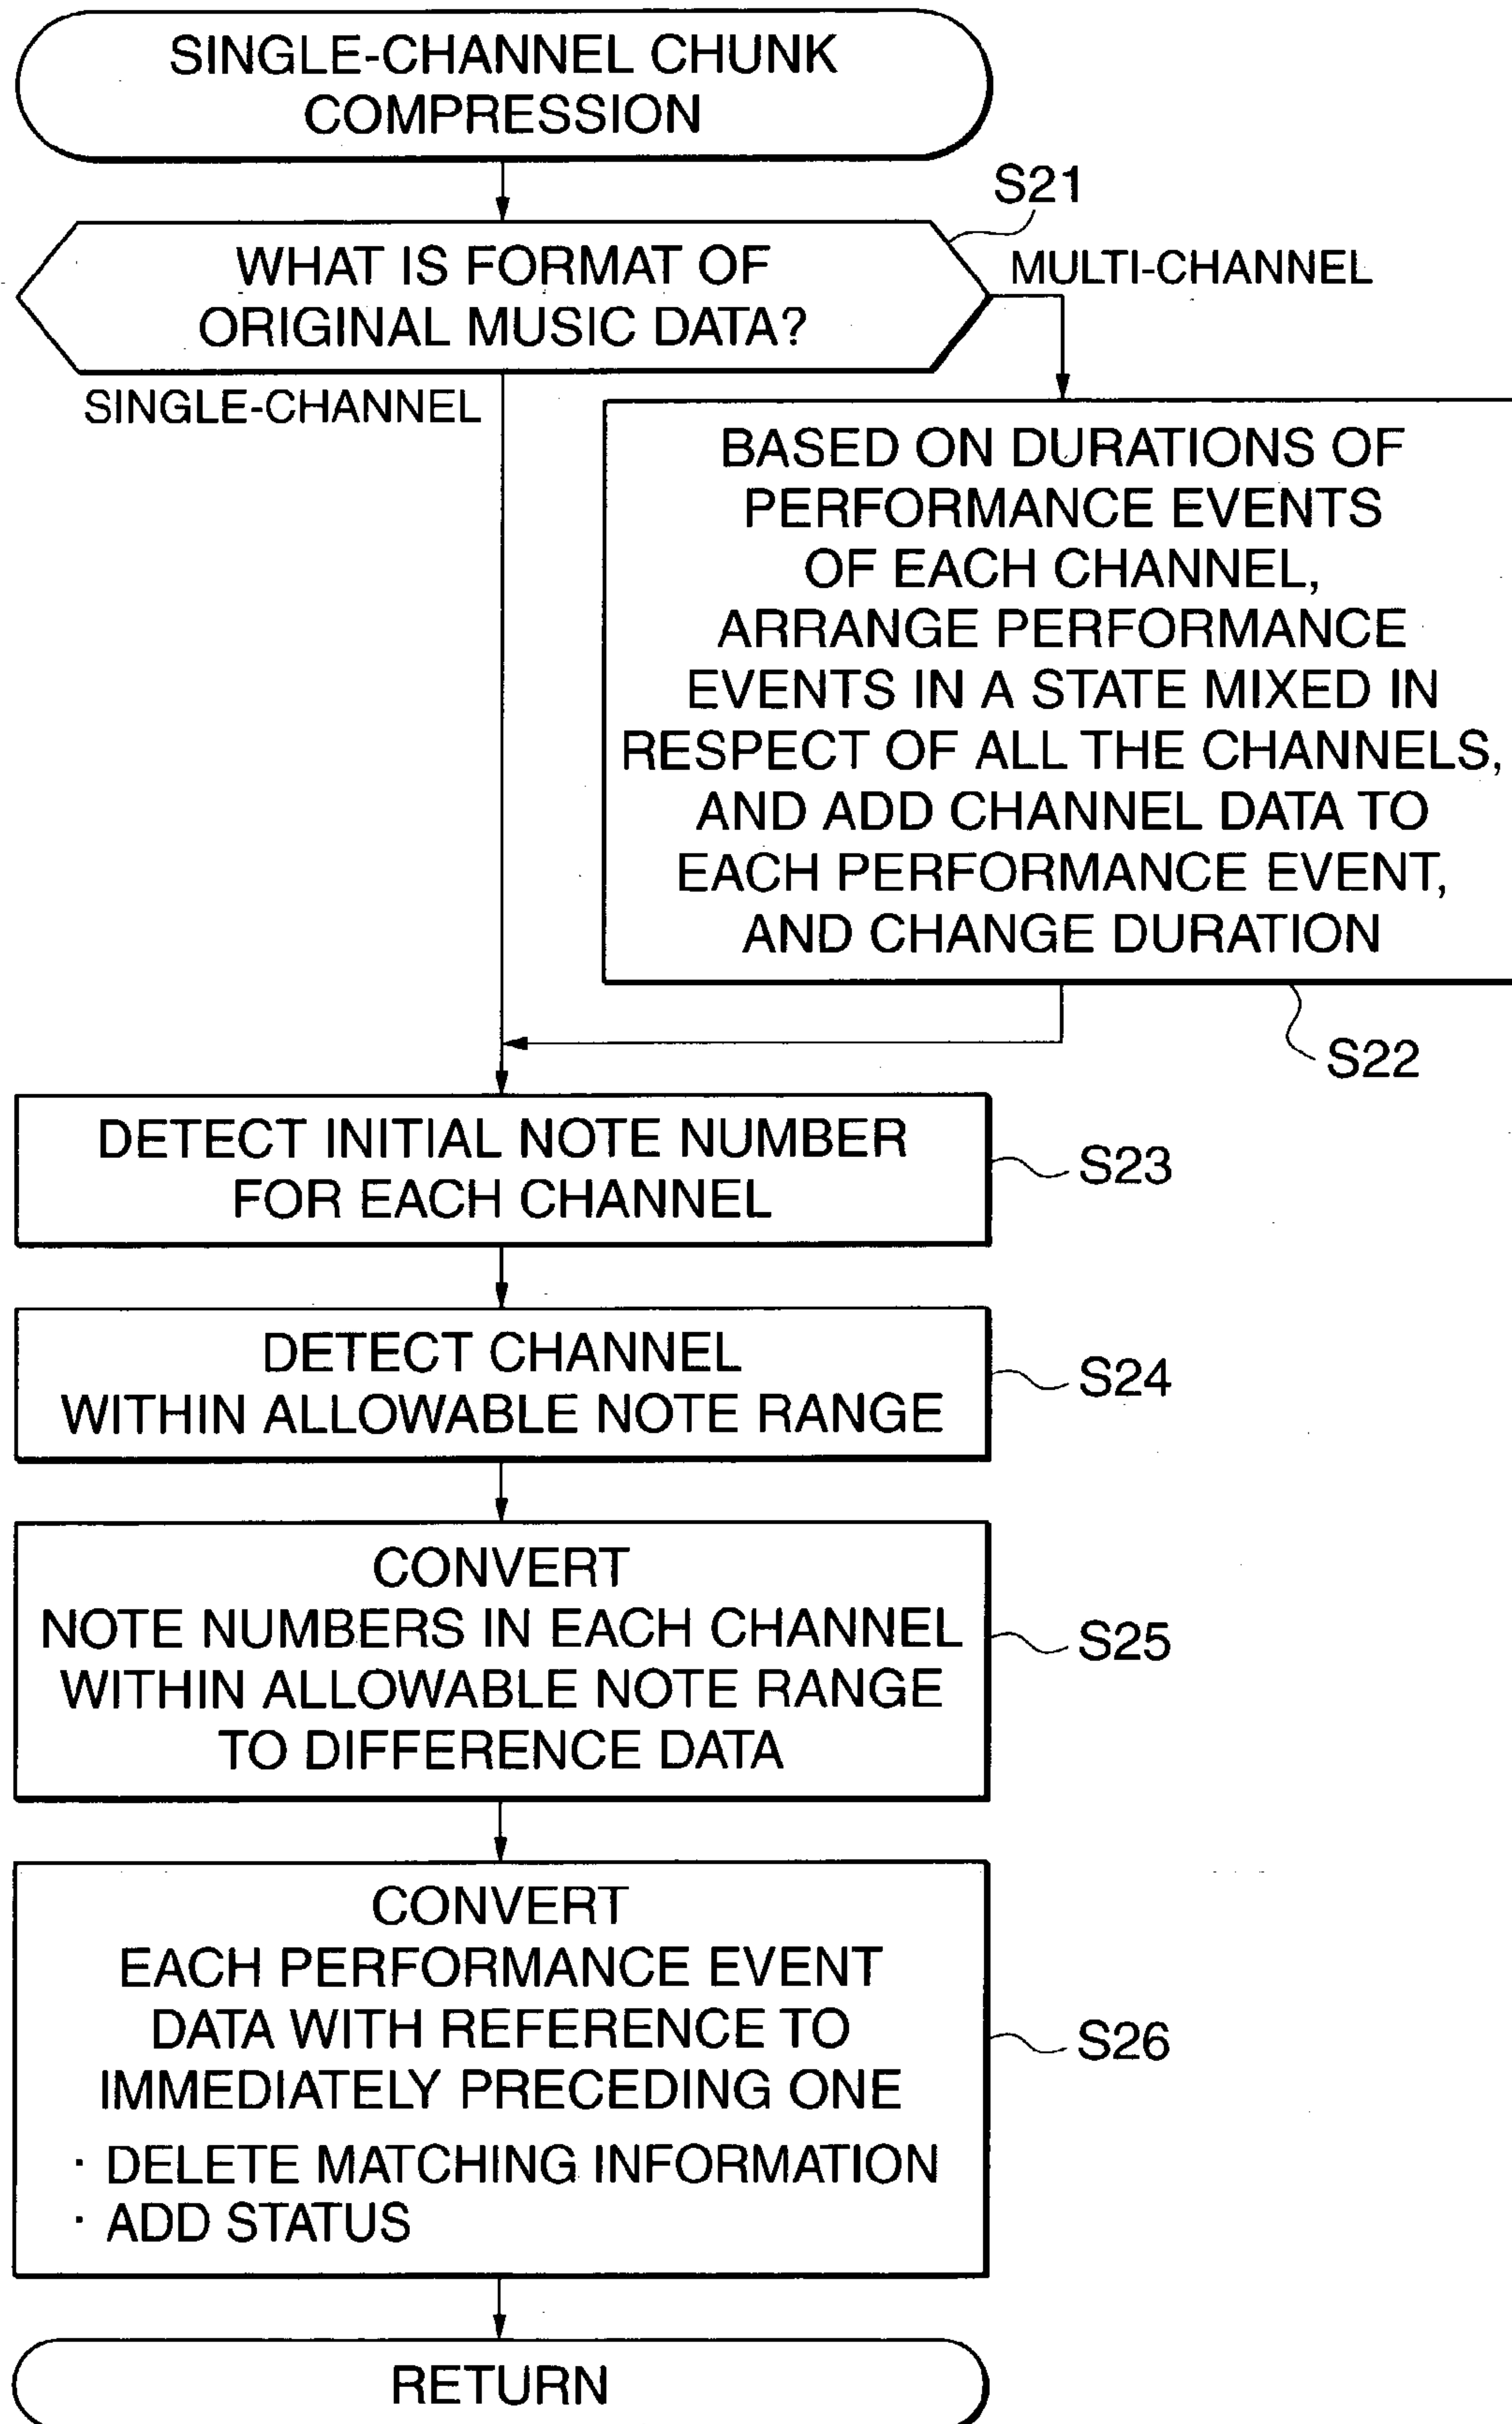 SINGLE-CHANNEL CHUNK
COMPRESSION
S21
WHAT IS FORMAT OF
ORIGINAL MUSIC DATA?
MULTI-CHANNEL
SINGLE-CHANNEL
BASED ON DURATIONS OF
PERFORMANCE EVENTS
OF EACH CHANNEL,
ARRANGE PERFORMANCE
EVENTS IN A STATE MIXED IN
RESPECT OF ALL THE CHANNELS,
AND ADD CHANNEL DATA TO
EACH PERFORMANCE EVENT,
AND CHANGE DURATION
S22
DETECT INITIAL NOTE NUMBER
FOR EACH CHANNEL
S23
DETECT CHANNEL
WITHIN ALLOWABLE NOTE RANGE
S24
CONVERT
NOTE NUMBERS IN EACH CHANNEL
WITHIN ALLOWABLE NOTE RANGE
TO DIFFERENCE DATA
S25
CONVERT
EACH PERFORMANCE EVENT
DATA WITH REFERENCE TO
IMMEDIATELY PRECEDING ONE
· DELETE MATCHING INFORMATION
· ADD STATUS
S26
RETURN